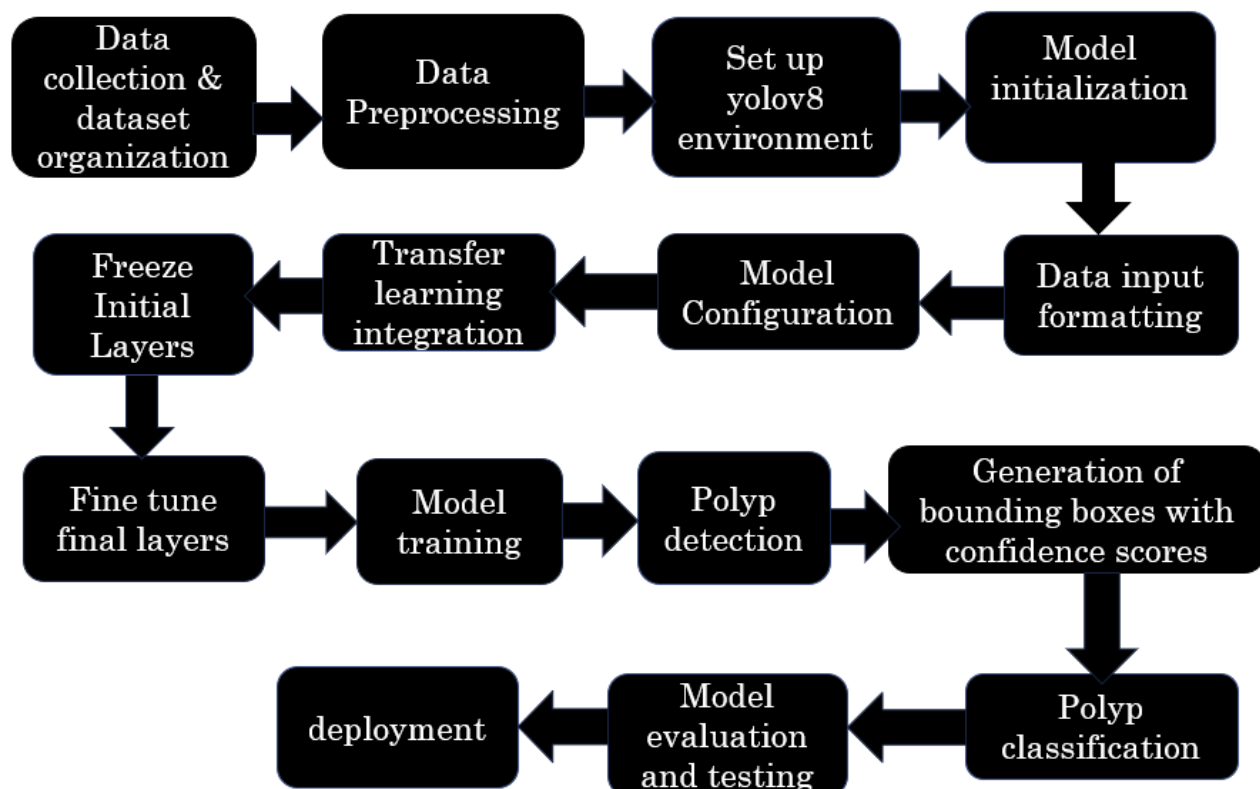 Data
collection &
dataset
organization
Data
Preprocessing
Set up
yolov8
environment
Model
initialization
Data input
formatting
Model
Configuration
Transfer
learning
integration
Freeze
Initial
Layers
Fine tune
final layers
Model
training
Polyp
detection
Generation of
bounding boxes with
confidence scores
Polyp
classification
Model
evaluation
and testing
deployment